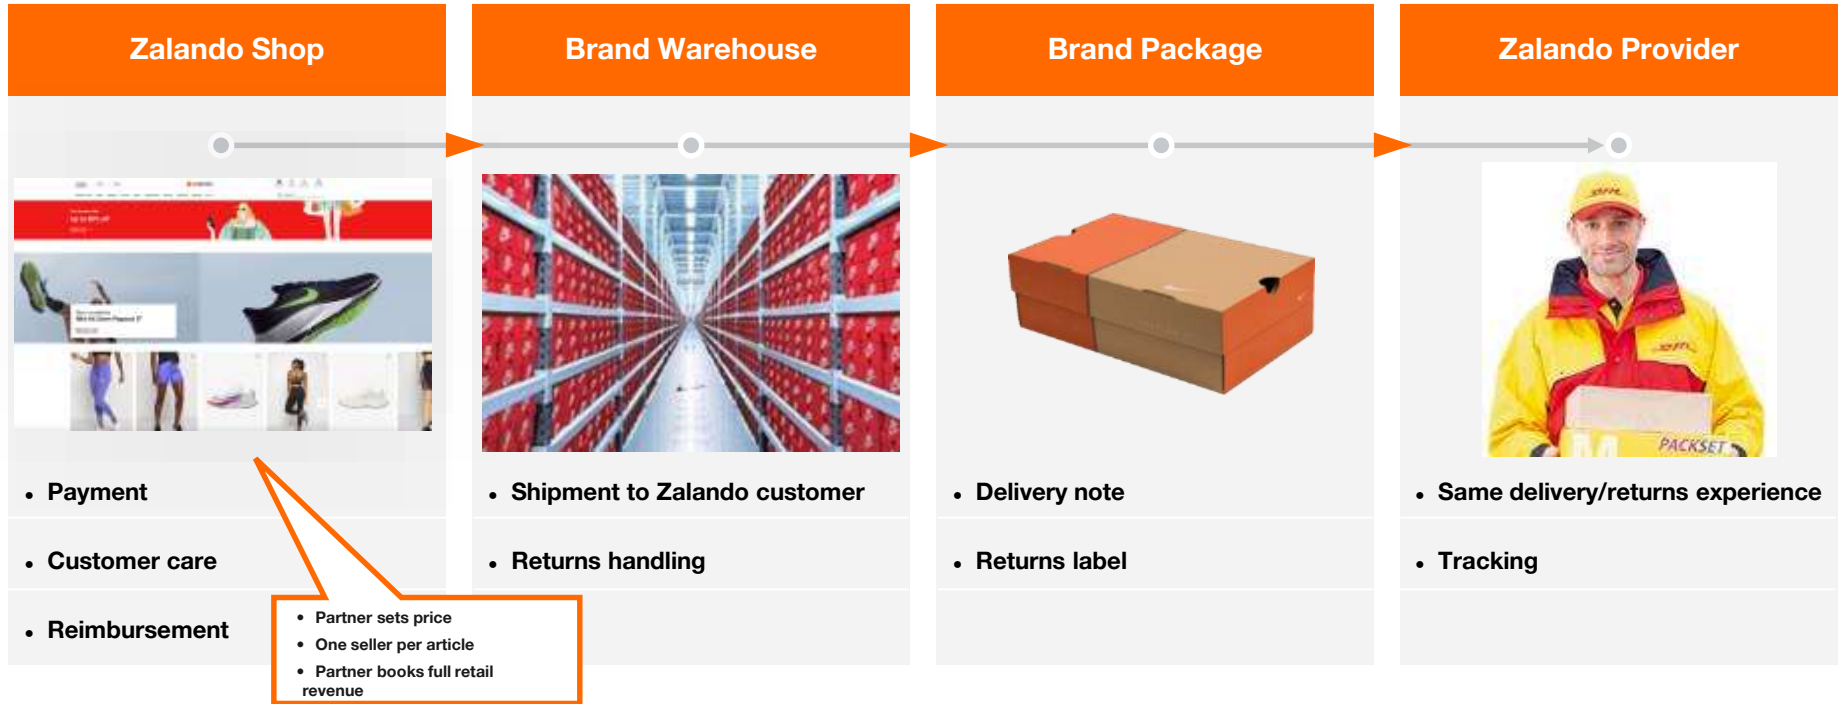 Zalando Shop
Brand Warehouse
Brand Package
Zalando Provider
PACKSET
• Payment
• Customer care
• Reimbursement
• Shipment to Zalando customer
• Returns handling
• Delivery note
• Returns label
• Same delivery/returns experience
• Tracking
• Partner sets price
• One seller per article
• Partner books full retail
revenue